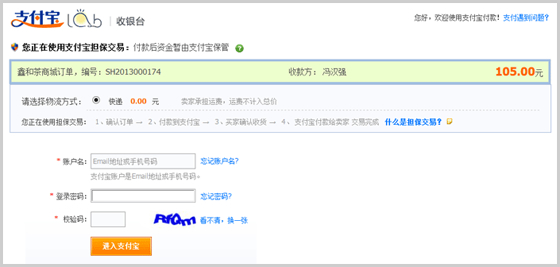 支付宝 lab | 收银台
您好，欢迎使用支付宝付款！支付遇到问题?
您正在使用支付宝担保交易：付款后资金暂由支付宝保管 ?
鑫和茶商城订单，编号：SH2013000174 收款方： 冯汉强 105.00元
请选择物流方式： 快递 0.00 元 卖家承担运费，运费不计入总价
您正在使用担保交易： 1、确认订单 → 2、付款到支付宝 → 3、买家确认收货 → 4、支付宝付款给卖家 交易完成 什么是担保交易?
* 账户名： Email地址或手机号码 忘记账户名?
支付宝账户是Email地址或手机号码。
* 登录密码： 忘记密码?
* 校验码： 看不清，换一张
进入支付宝